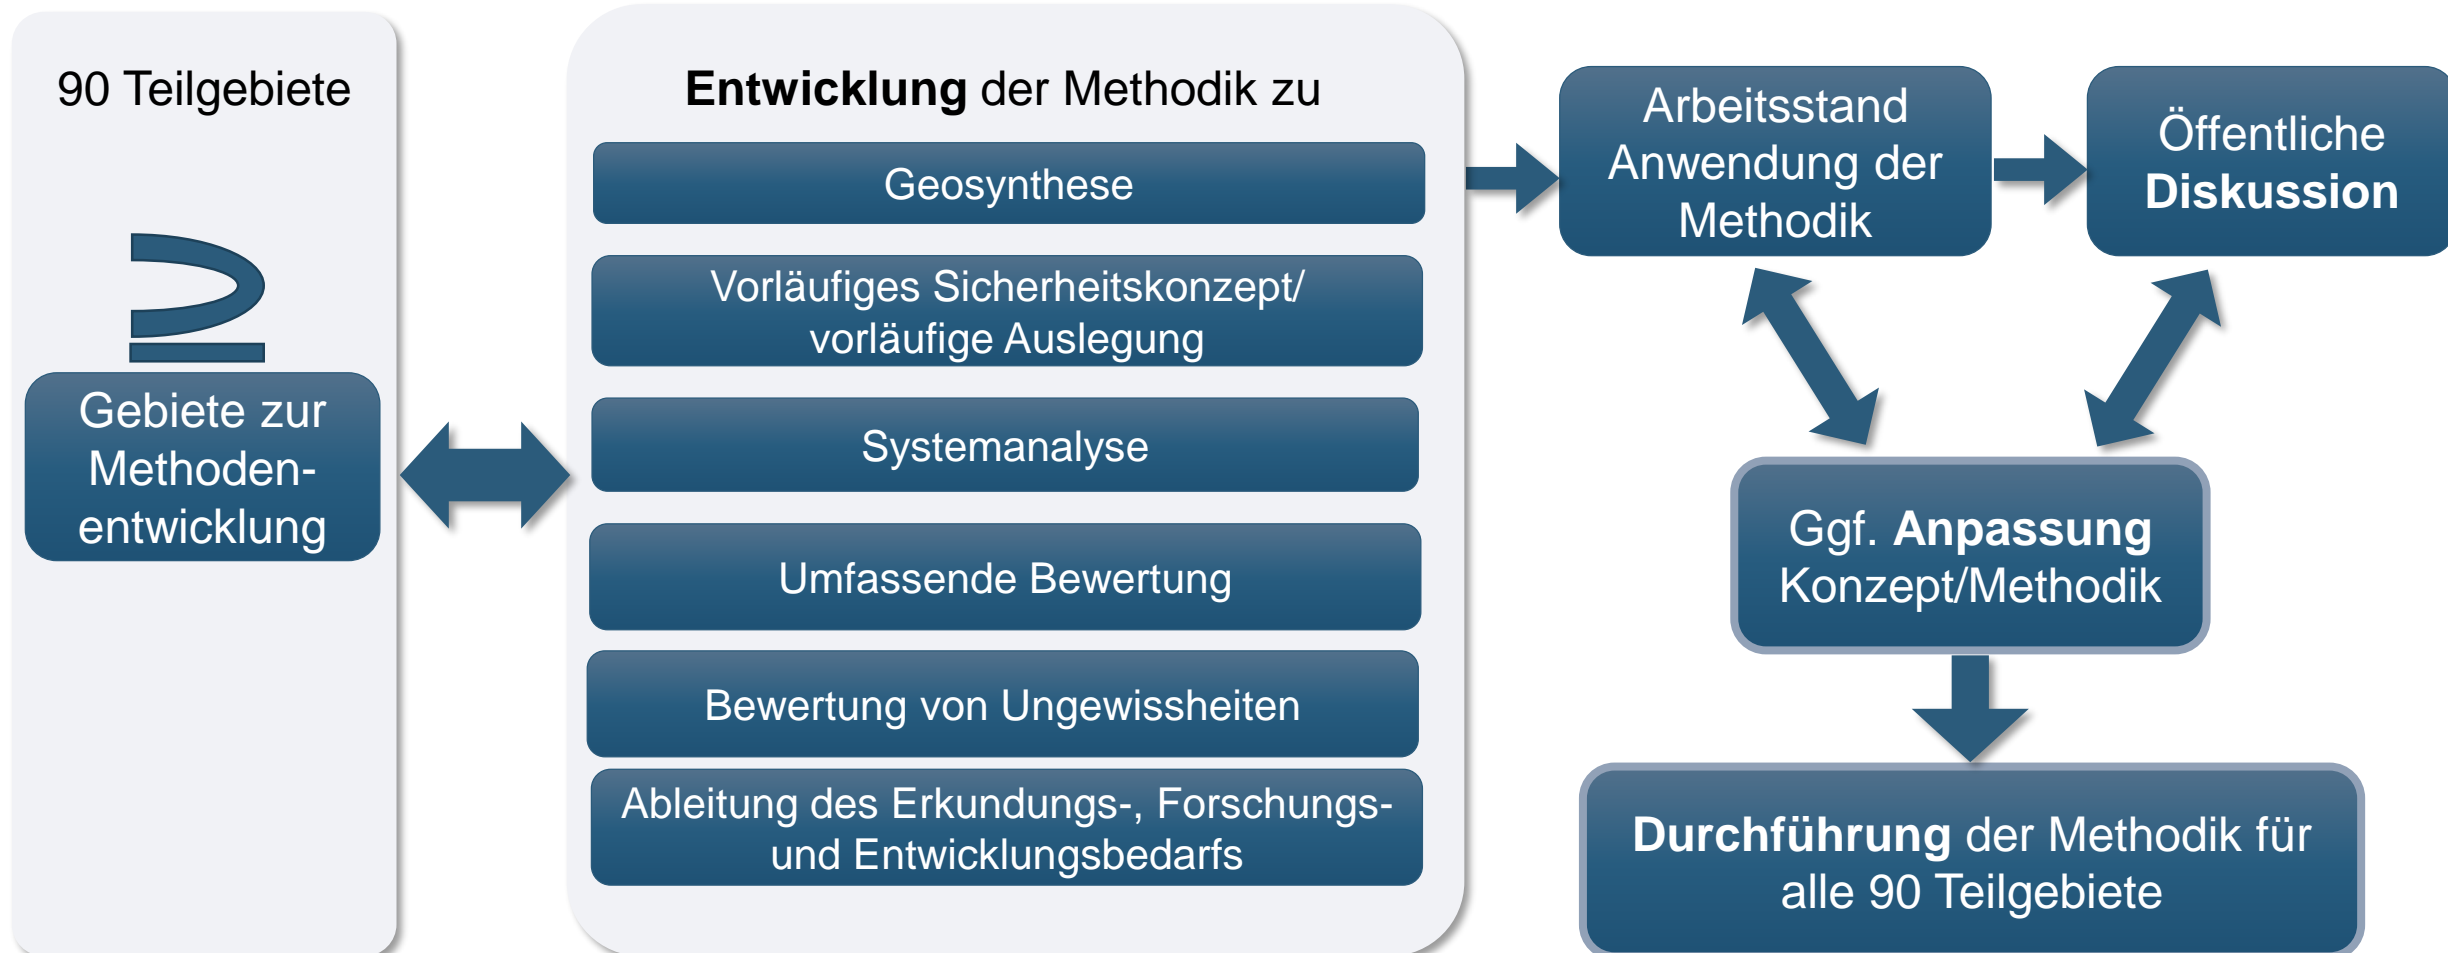 90 Teilgebiete
Gebiete zur
Methoden-
entwicklung
Entwicklung der Methodik zu
Geosynthese
Vorläufiges Sicherheitskonzept/
vorläufige Auslegung
Systemanalyse
Umfassende Bewertung
Bewertung von Ungewissheiten
Ableitung des Erkundungs-, Forschungs-
und Entwicklungsbedarfs
Arbeitsstand
Anwendung der
Methodik
Öffentliche
Diskussion
Ggf. Anpassung
Konzept/Methodik
Durchführung der Methodik für
alle 90 Teilgebiete